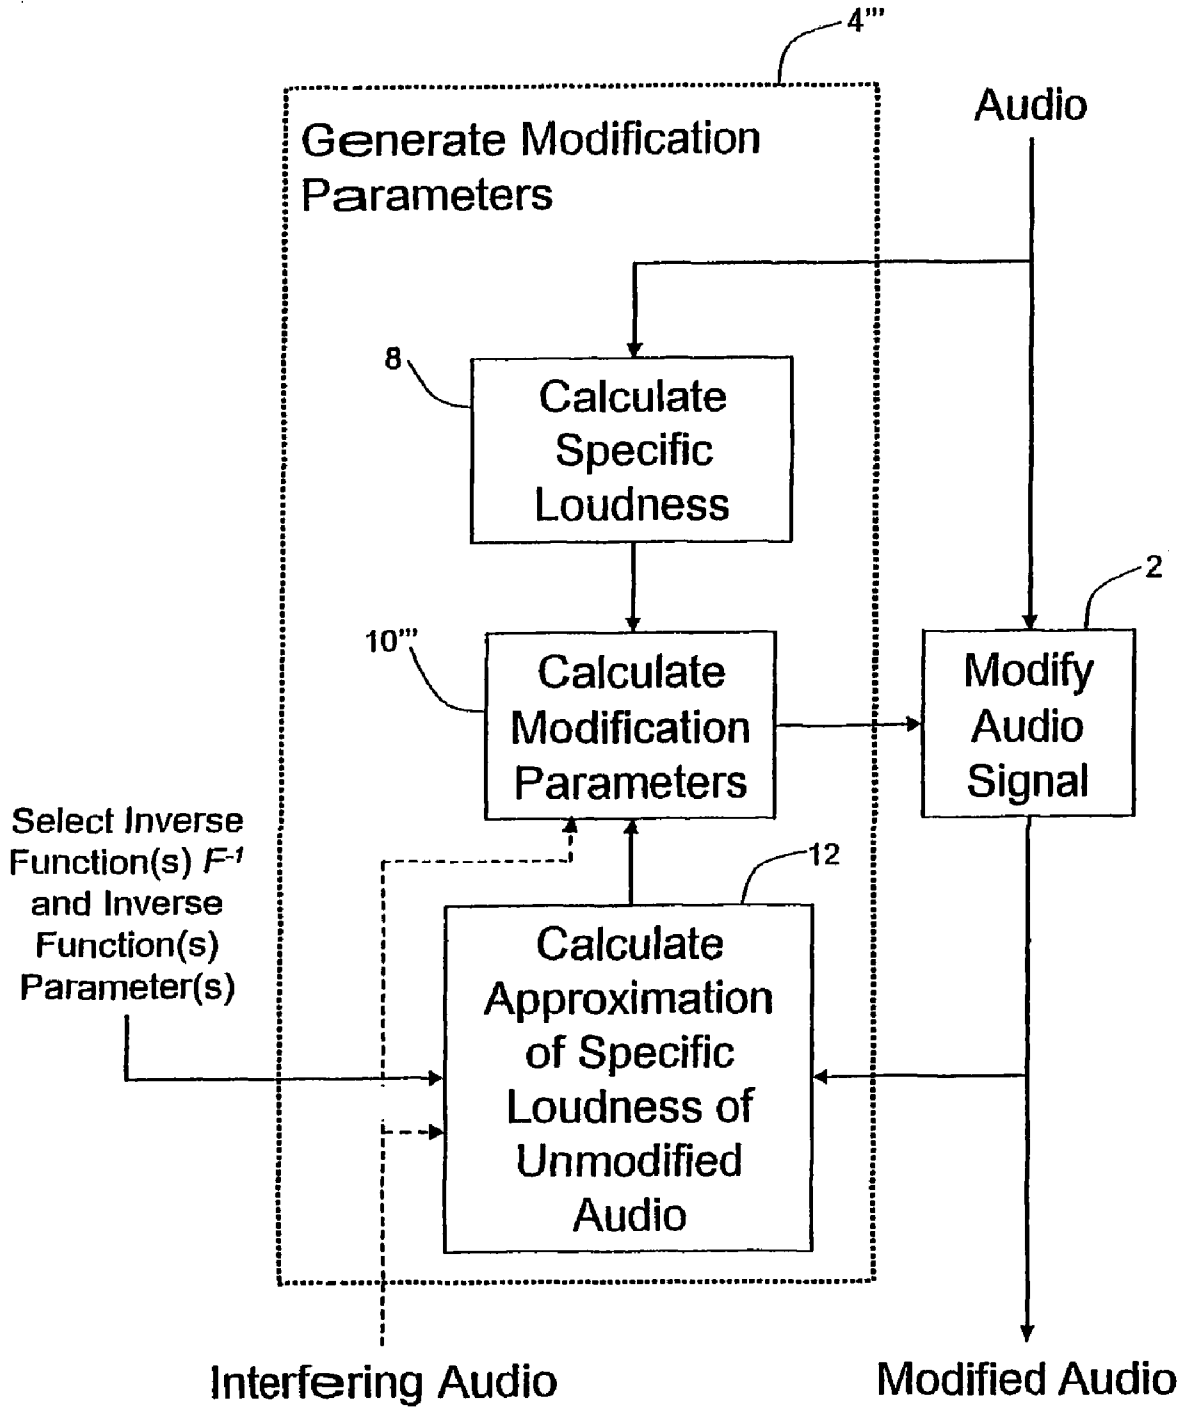 4'''
Audio
Generate Modification
Parameters
8
Calculate
Specific
Loudness
2
10'''
Calculate
Modification
Parameters
Modify
Audio
Signal
Select Inverse
Function(s) F-1
and Inverse
Function(s)
Parameter(s)
12
Calculate
Approximation
of Specific
Loudness of
Unmodified
Audio
Interfering Audio
Modified Audio